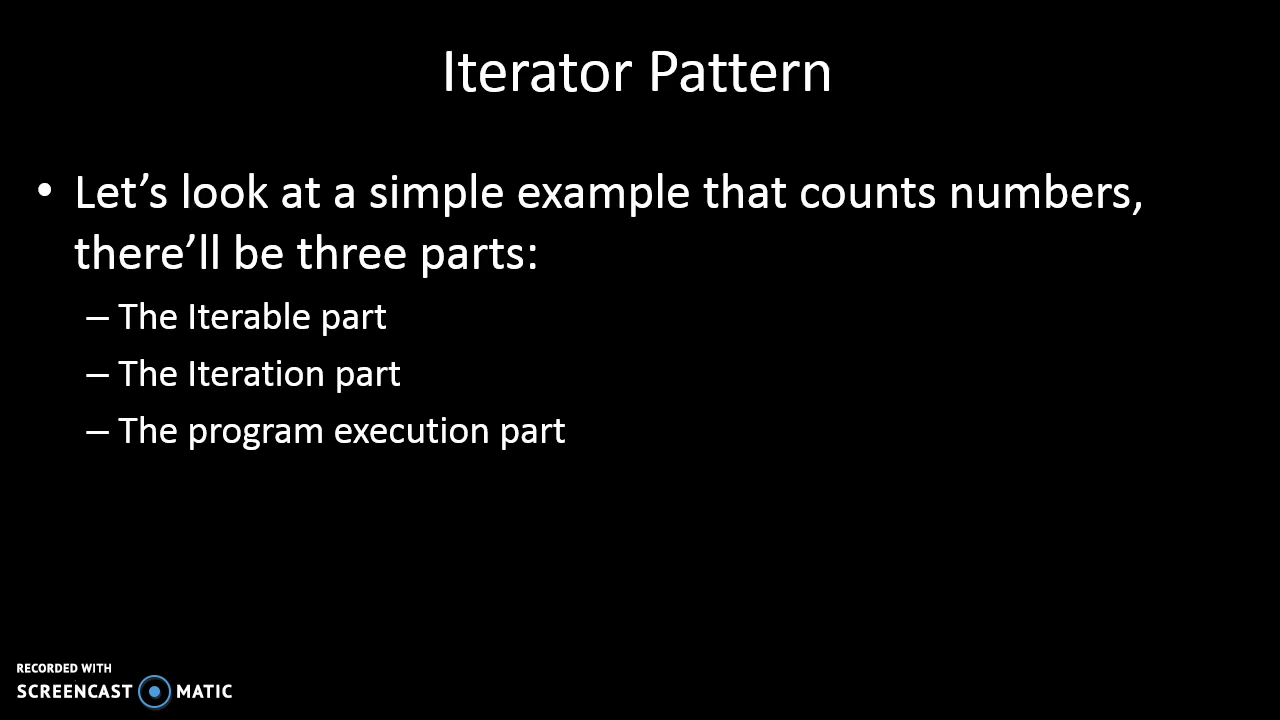 Iterator Pattern
• Let’s look at a simple example that counts numbers,
there’ll be three parts:
– The Iterable part
– The Iteration part
– The program execution part
RECORDED WITH
SCREENCAST MATIC